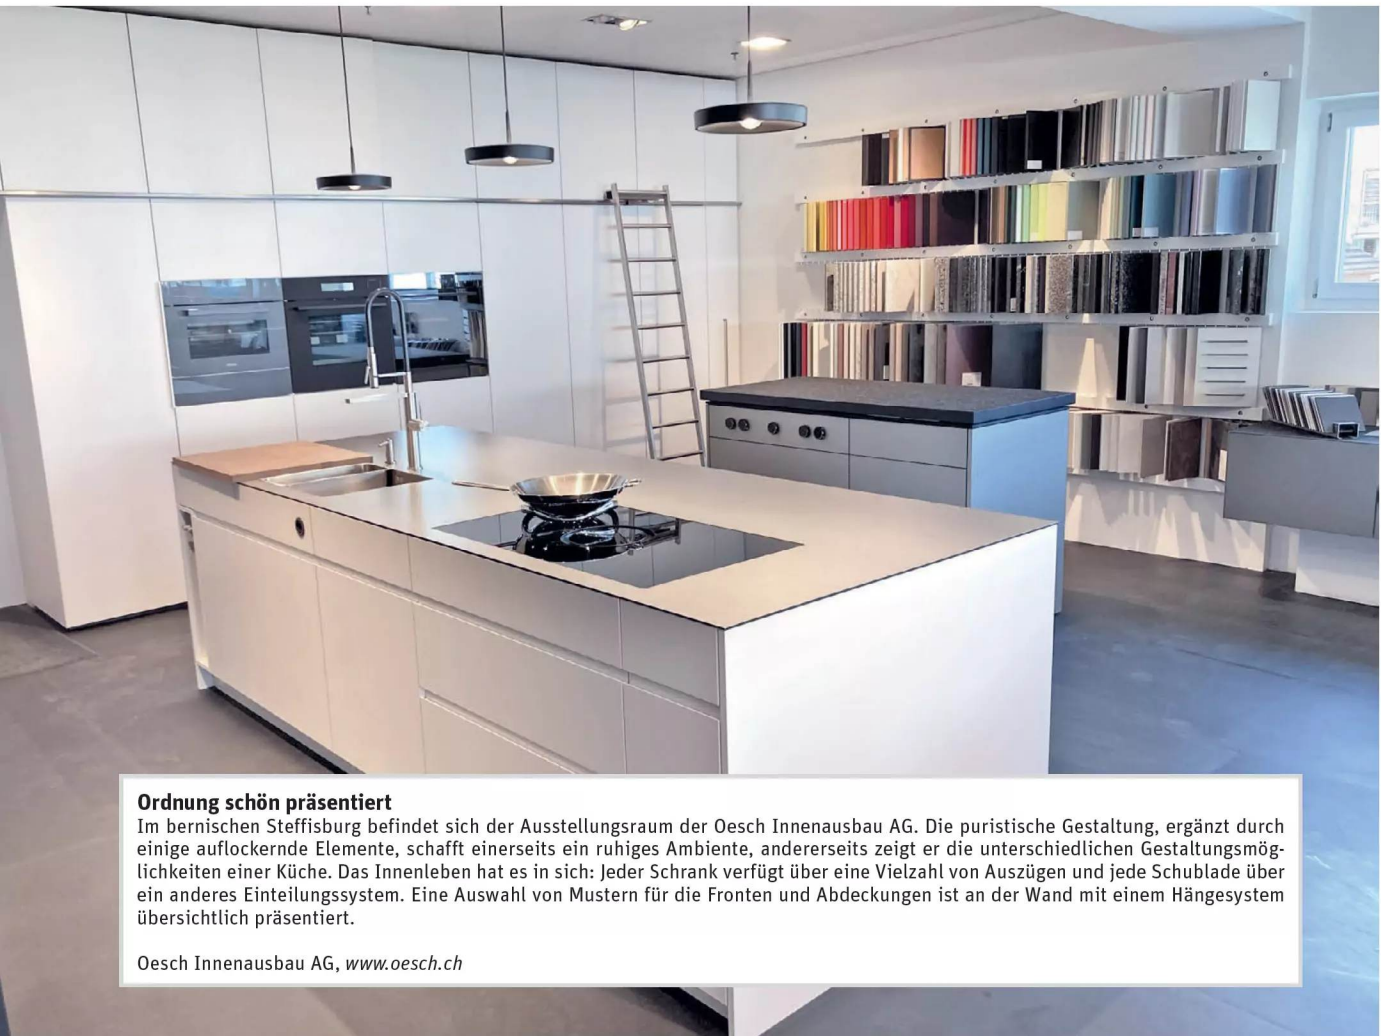 Ordnung schön präsentiert
Im bernischen Steffisburg befindet sich der Ausstellungsraum der Oesch Innenausbau AG. Die puristische Gestaltung, ergänzt durch
einige auflockernde Elemente, schafft einerseits ein ruhiges Ambiente, andererseits zeigt er die unterschiedlichen Gestaltungsmög-
lichkeiten einer Küche. Das Innenleben hat es in sich: Jeder Schrank verfügt über eine Vielzahl von Auszügen und jede Schublade über
ein anderes Einteilungssystem. Eine Auswahl von Mustern für die Fronten und Abdeckungen ist an der Wand mit einem Hängesystem
übersichtlich präsentiert.
Oesch Innenausbau AG, www.oesch.ch